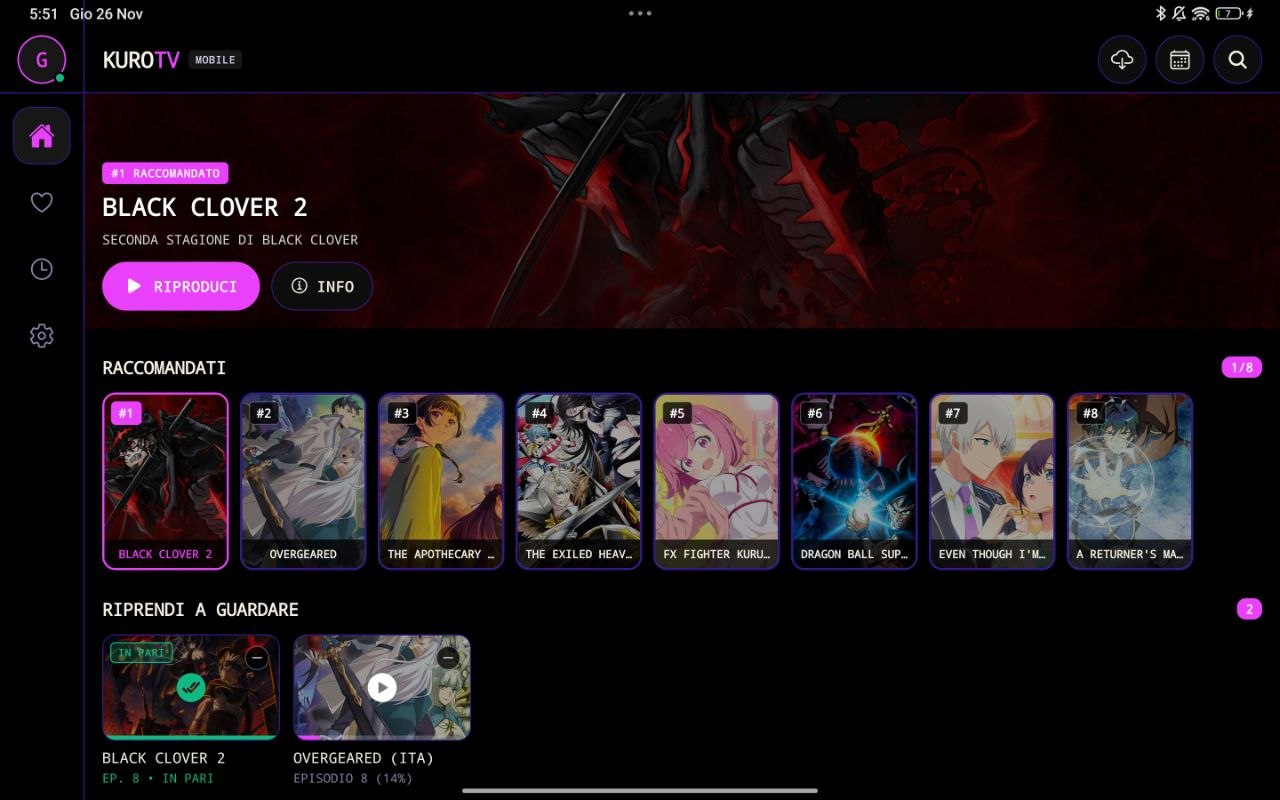 5:51 Gio 26 Nov
7
G
KUROTV MOBILE
#1 RACCOMANDATO
BLACK CLOVER 2
SECONDA STAGIONE DI BLACK CLOVER
RIPRODUCI
INFO
RACCOMANDATI
1/8
#1
#2
#3
#4
#5
#6
#7
#8
BLACK CLOVER 2
OVERGEARED
THE APOTHECARY …
THE EXILED HEAV…
FX FIGHTER KURU…
DRAGON BALL SUP…
EVEN THOUGH I'M…
A RETURNER'S MA…
RIPRENDI A GUARDARE
2
IN PARI
BLACK CLOVER 2
EP. 8 • IN PARI
OVERGEARED (ITA)
EPISODIO 8 (14%)